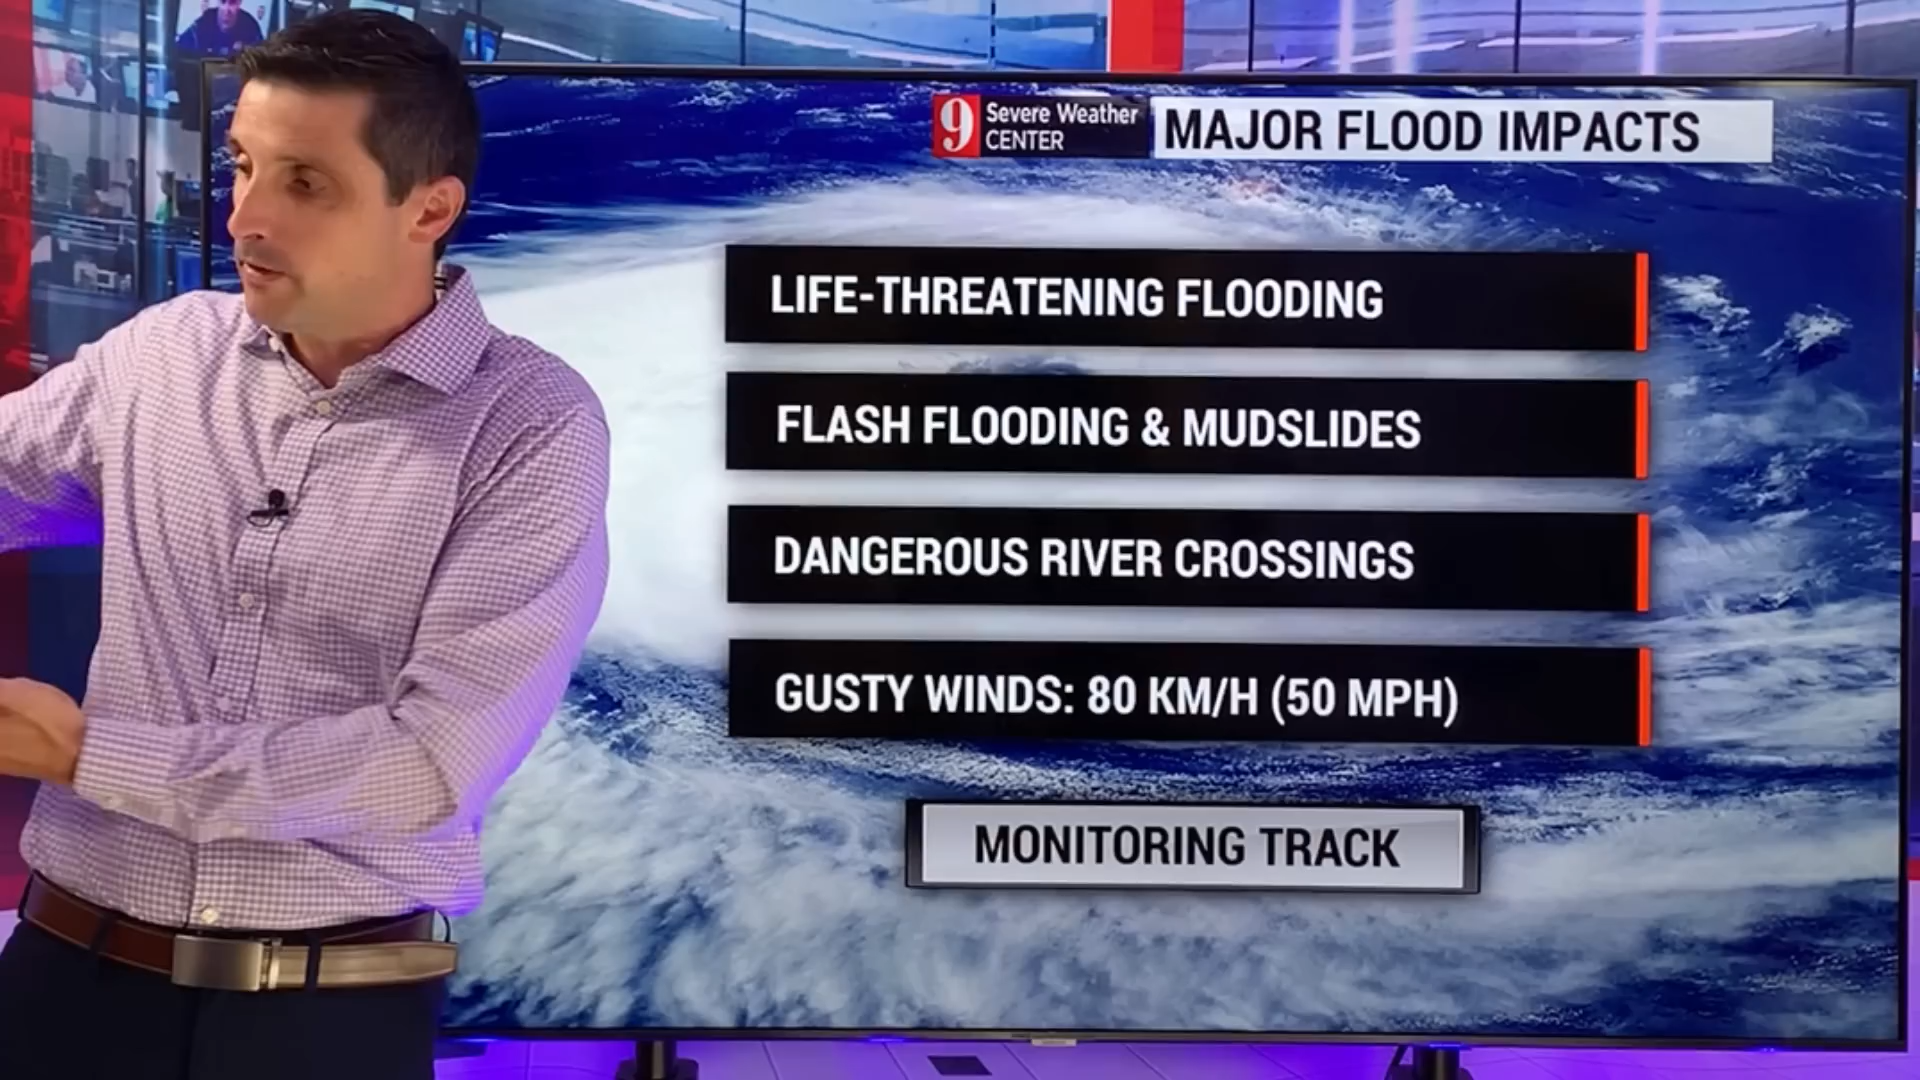 9 Severe Weather
CENTER
MAJOR FLOOD IMPACTS
LIFE-THREATENING FLOODING
FLASH FLOODING & MUDSLIDES
DANGEROUS RIVER CROSSINGS
GUSTY WINDS: 80 KM/H (50 MPH)
MONITORING TRACK